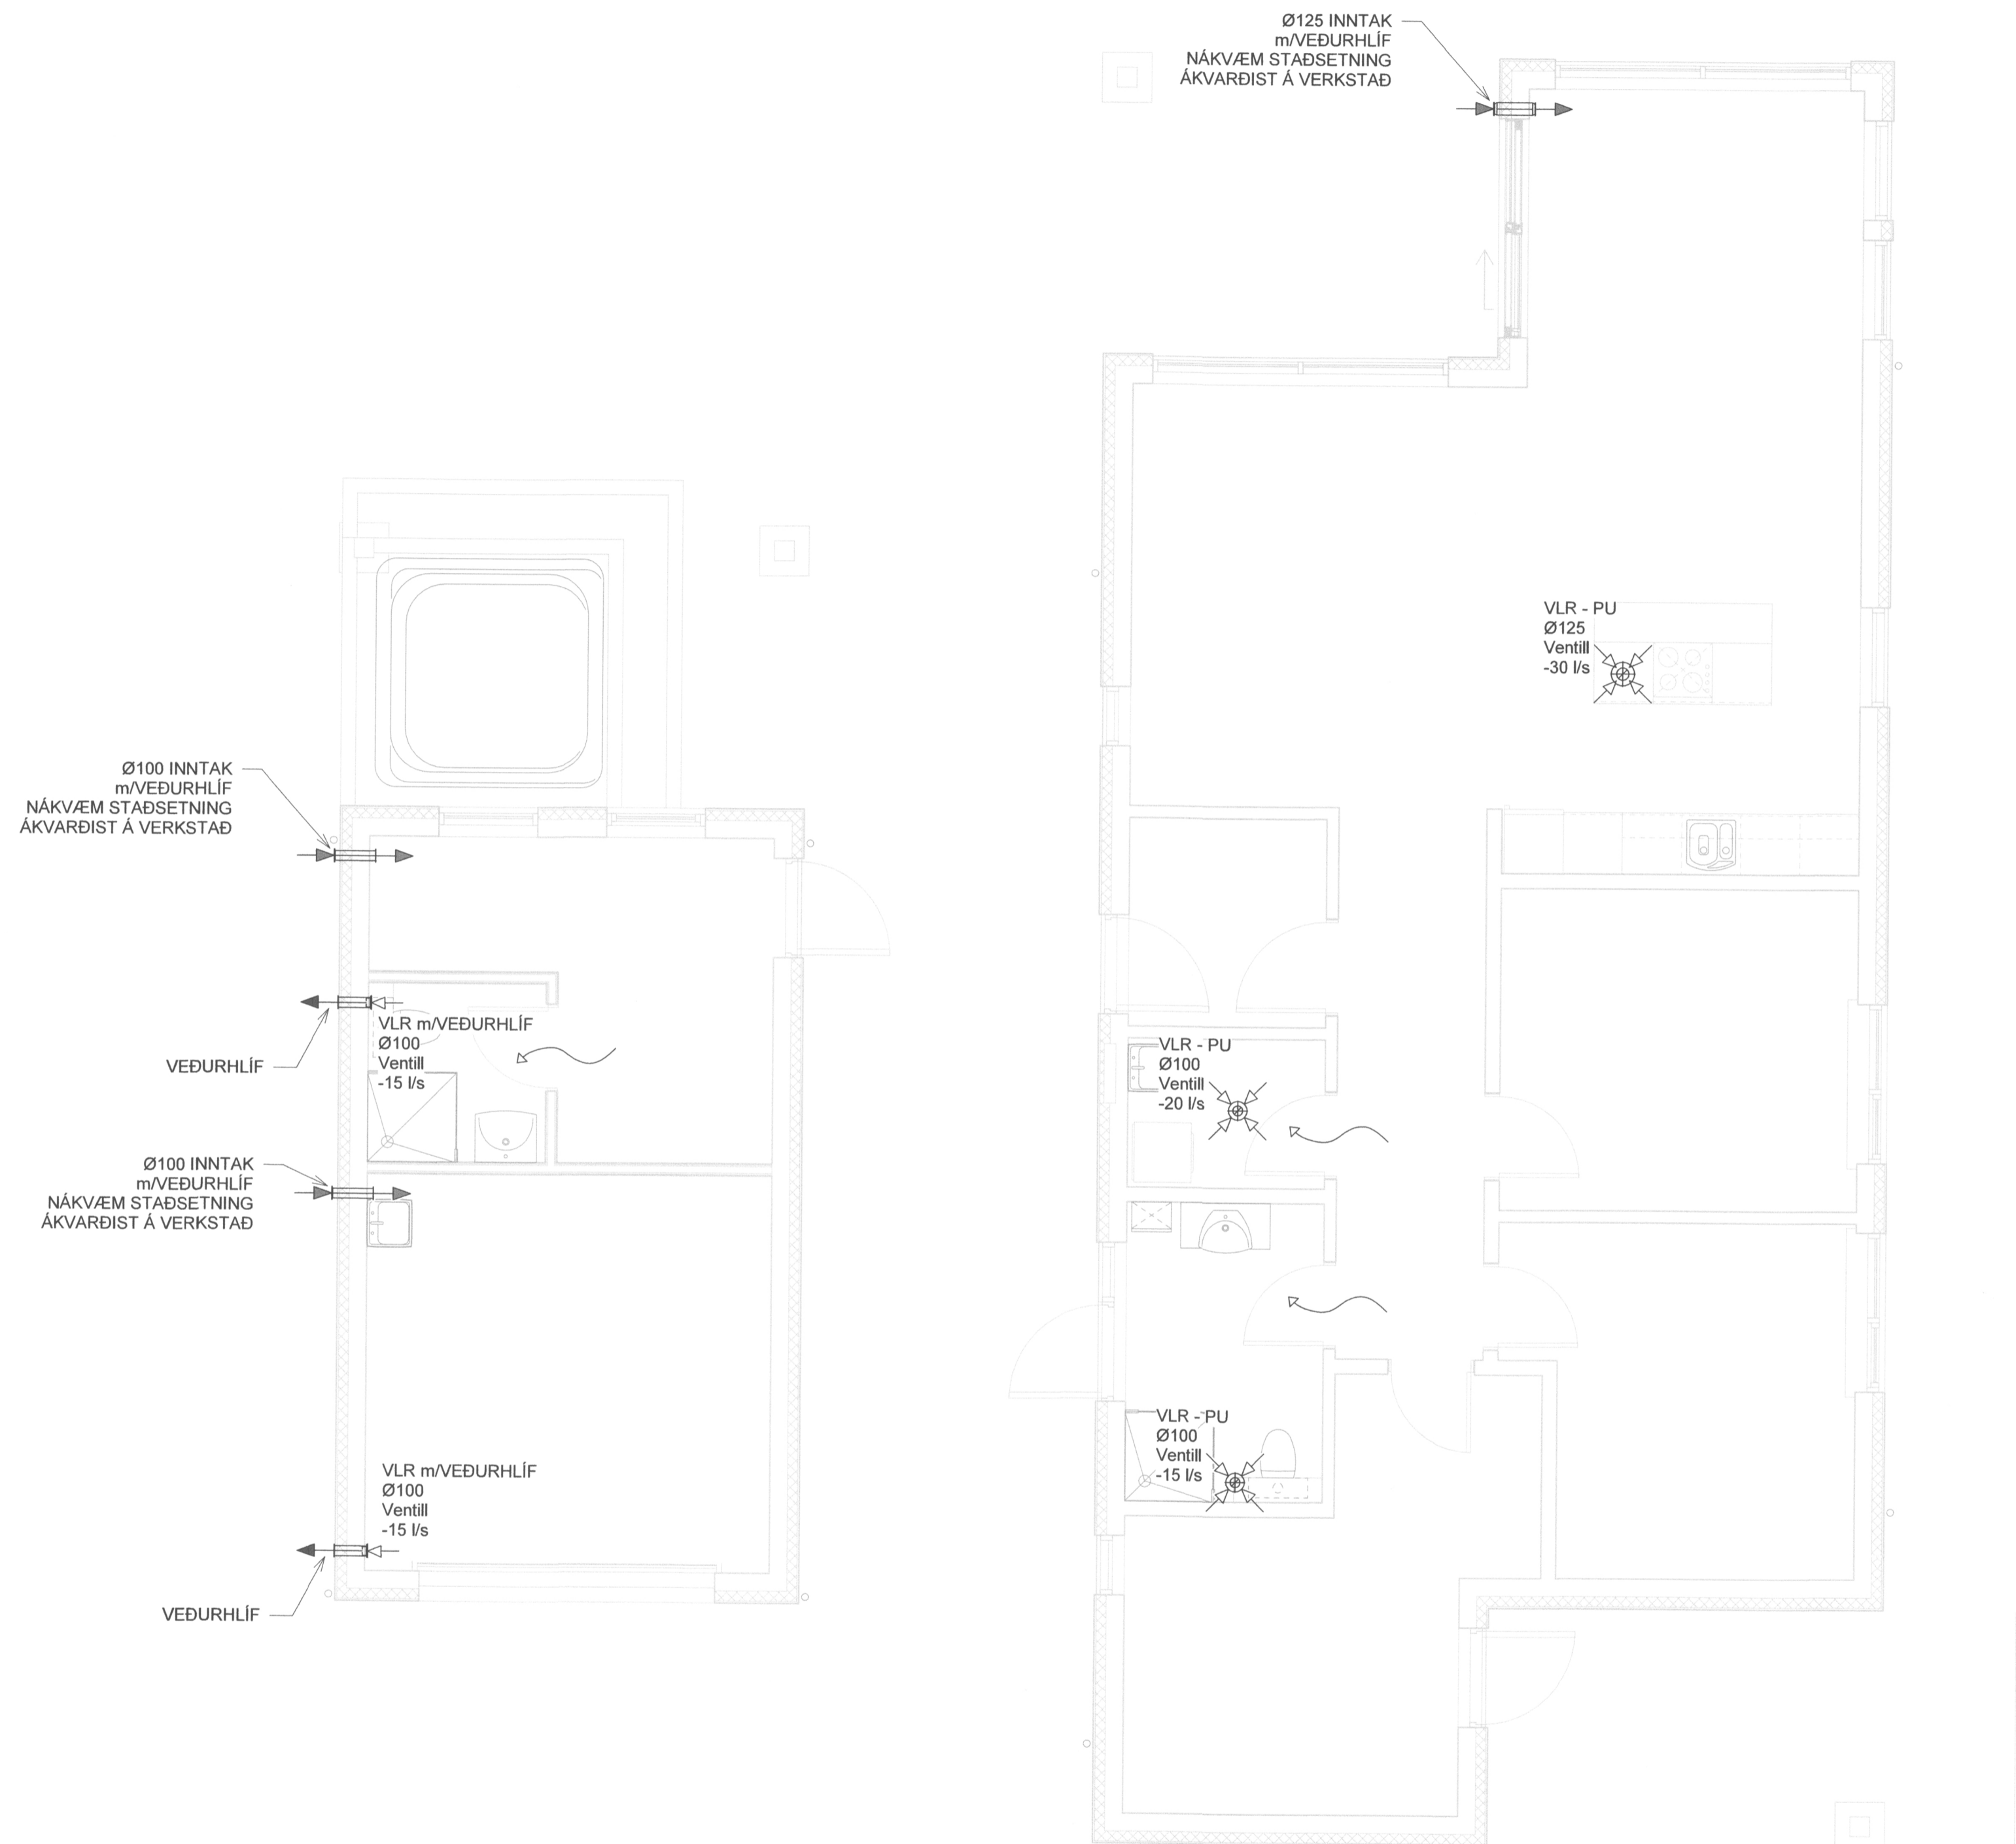 Ø125 INNTAK
m/VEÐURHLÍF
NÁKVÆM STAÐSETNING
ÁKVARÐIST Á VERKSTAÐ
VLR - PU
Ø125
Ventill
-30 l/s
Ø100 INNTAK
m/VEÐURHLÍF
NÁKVÆM STAÐSETNING
ÁKVARÐIST Á VERKSTAÐ
VLR m/VEÐURHLÍF
Ø100
Ventill
-15 l/s
VEÐURHLÍF
VLR - PU
Ø100
Ventill
-20 l/s
Ø100 INNTAK
m/VEÐURHLÍF
NÁKVÆM STAÐSETNING
ÁKVARÐIST Á VERKSTAÐ
VLR - PU
Ø100
Ventill
-15 l/s
VLR m/VEÐURHLÍF
Ø100
Ventill
-15 l/s
VEÐURHLÍF